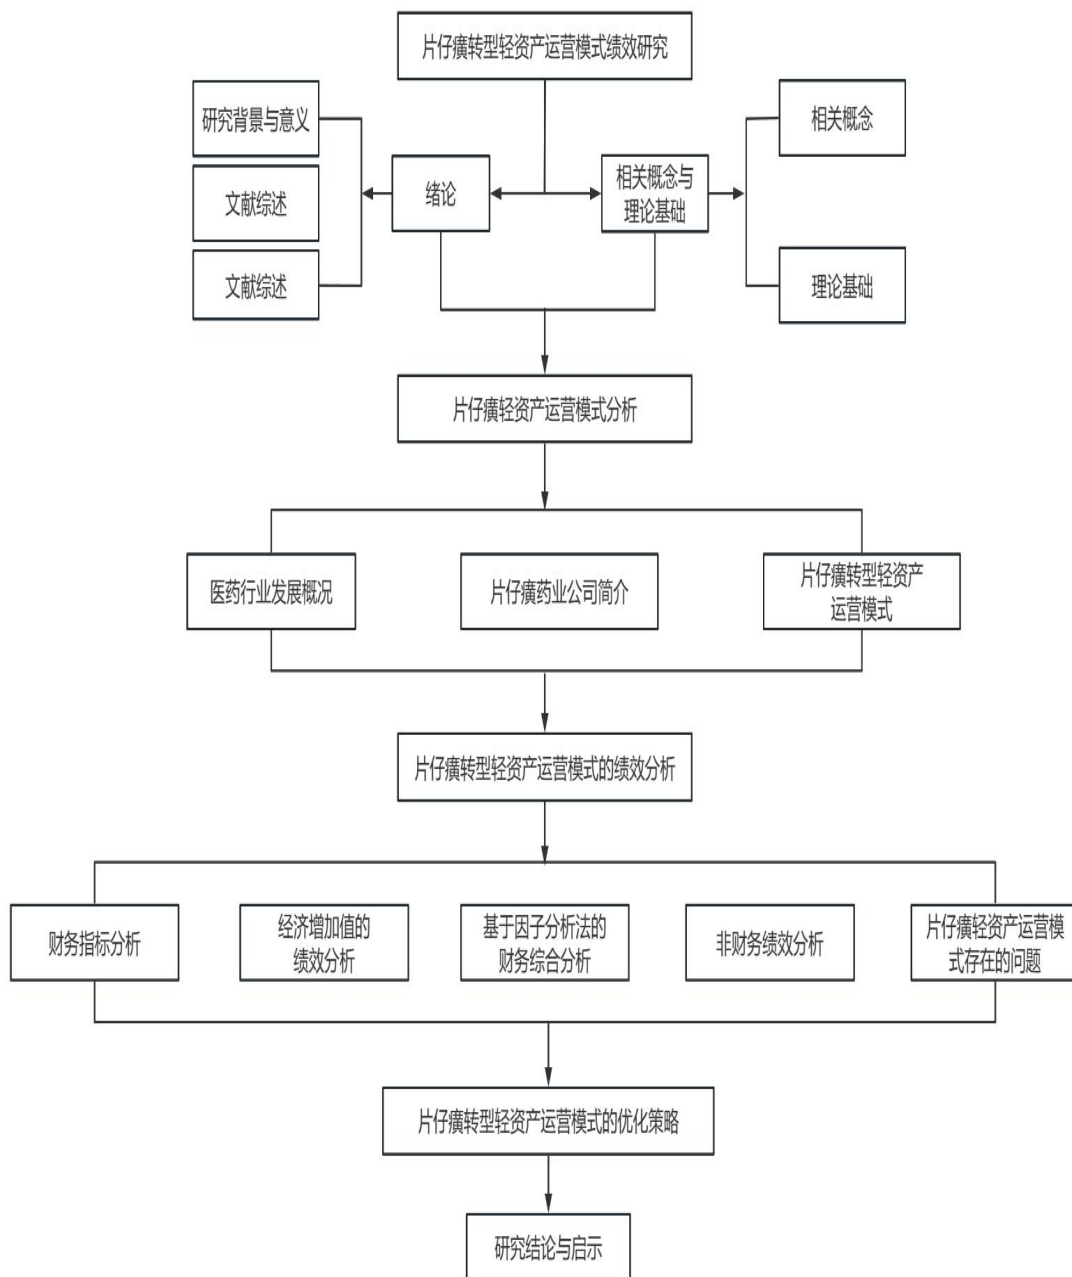 片仔癀转型轻资产运营模式绩效研究
研究背景与意义
相关概念
文献综述
绪论
相关概念与
理论基础
文献综述
理论基础
片仔癀轻资产运营模式分析
医药行业发展概况
片仔癀药业公司简介
片仔癀转型轻资产
运营模式
片仔癀转型轻资产运营模式的绩效分析
财务指标分析
经济增加值的
绩效分析
基于因子分析法的
财务综合分析
非财务绩效分析
片仔癀轻资产运营模
式存在的问题
片仔癀转型轻资产运营模式的优化策略
研究结论与启示